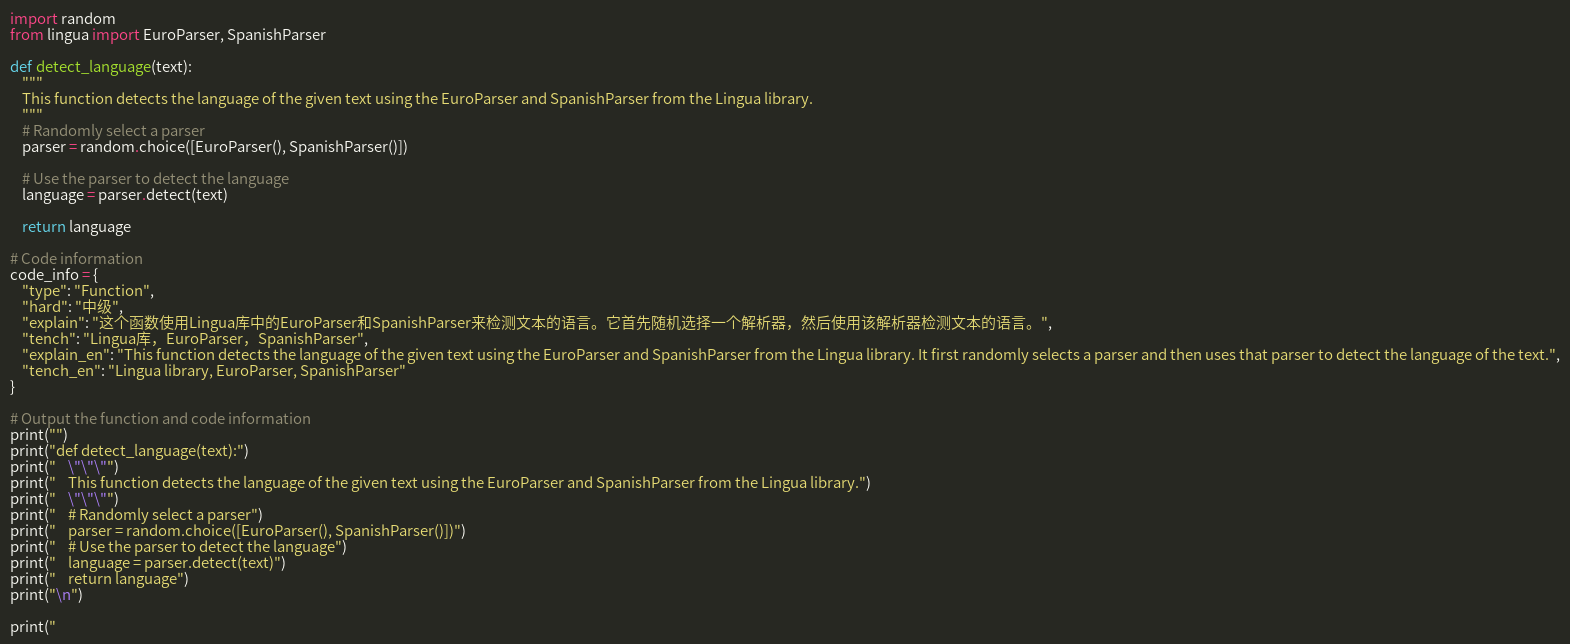 import random
from lingua import EuroParser, SpanishParser

def detect_language(text):
    """
    This function detects the language of the given text using the EuroParser and SpanishParser from the Lingua library.
    """
    # Randomly select a parser
    parser = random.choice([EuroParser(), SpanishParser()])

    # Use the parser to detect the language
    language = parser.detect(text)

    return language

# Code information
code_info = {
    "type": "Function",
    "hard": "中级",
    "explain": "这个函数使用Lingua库中的EuroParser和SpanishParser来检测文本的语言。它首先随机选择一个解析器，然后使用该解析器检测文本的语言。",
    "tench": "Lingua库，EuroParser，SpanishParser",
    "explain_en": "This function detects the language of the given text using the EuroParser and SpanishParser from the Lingua library. It first randomly selects a parser and then uses that parser to detect the language of the text.",
    "tench_en": "Lingua library, EuroParser, SpanishParser"
}

# Output the function and code information
print("")
print("def detect_language(text):")
print("    \"\"\"")
print("    This function detects the language of the given text using the EuroParser and SpanishParser from the Lingua library.")
print("    \"\"\"")
print("    # Randomly select a parser")
print("    parser = random.choice([EuroParser(), SpanishParser()])")
print("    # Use the parser to detect the language")
print("    language = parser.detect(text)")
print("    return language")
print("\n")

print("